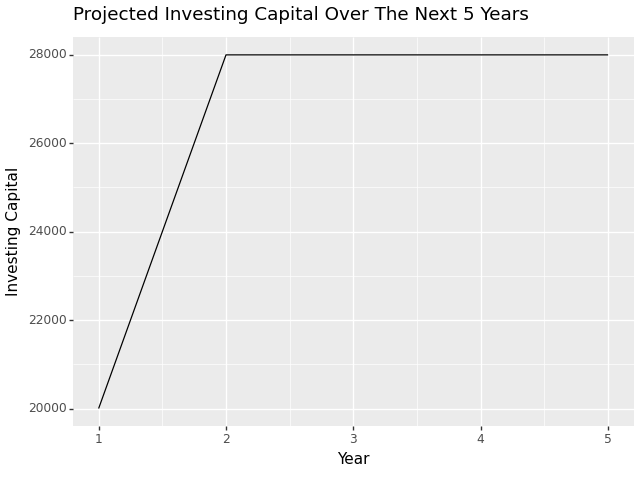 Projected Investing Capital Over The Next 5 Years
28000
26000
24000
22000
20000
Investing Capital
1 2 3 4 5
Year